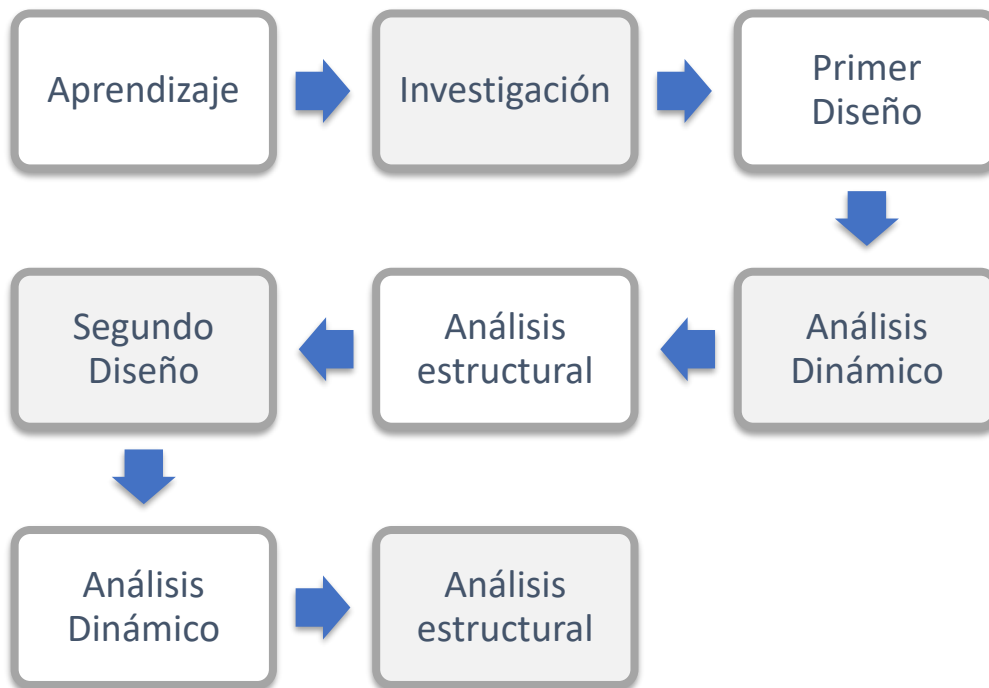 Aprendizaje
Investigación
Primer
Diseño
Análisis
Dinámico
Análisis
estructural
Segundo
Diseño
Análisis
Dinámico
Análisis
estructural